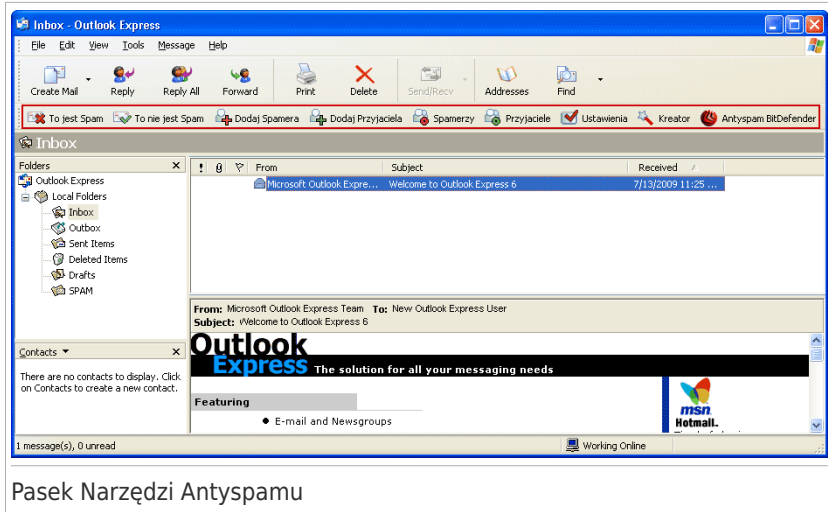 Inbox - Outlook Express
File Edit View Tools Message Help
Create Mail Reply Reply All Forward Print Delete Send/Recv Addresses Find
To jest Spam To nie jest Spam Dodaj Spamera Dodaj Przyjaciela Spamerzy Przyjaciele Ustawienia Kreator Antyspam BitDefender
Inbox
Folders
Outlook Express
Local Folders
Inbox
Outbox
Sent Items
Deleted Items
Drafts
SPAM
Contacts
There are no contacts to display. Click
on Contacts to create a new contact.
From Subject Received
Microsoft Outlook Expre... Welcome to Outlook Express 6 7/13/2009 11:25 ...
From: Microsoft Outlook Express Team To: New Outlook Express User
Subject: Welcome to Outlook Express 6
Outlook
Express The solution for all your messaging needs
Featuring
E-mail and Newsgroups
msn
Hotmail.
1 message(s), 0 unread Working Online
Pasek Narzędzi Antyspamu